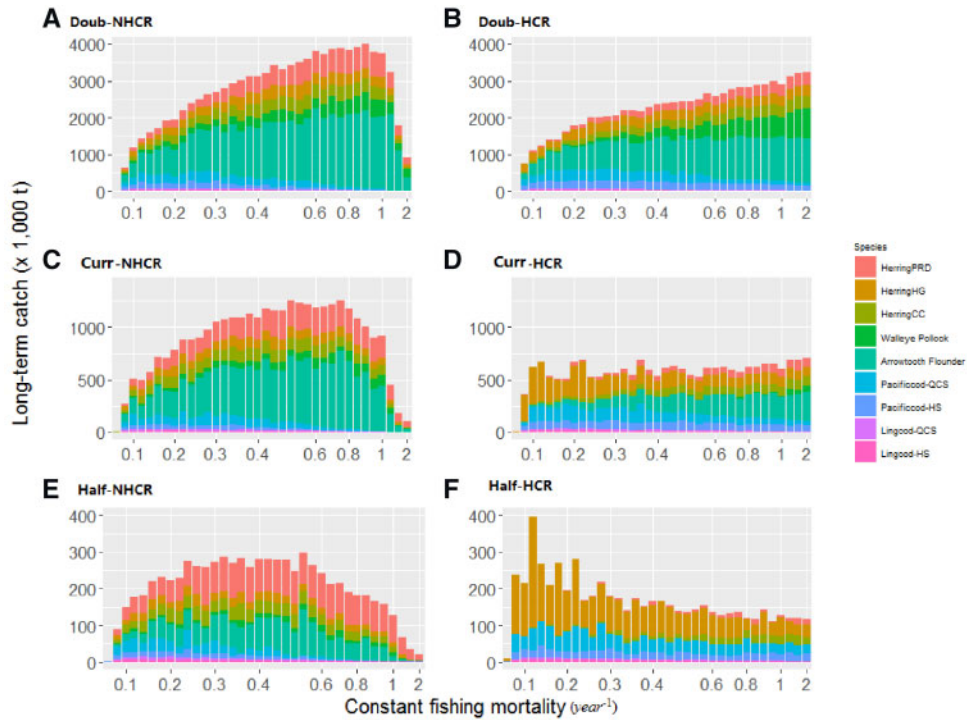 A Doub-NHCR
B Doub-HCR
4000
3000
2000
1000
0
0.1 0.2 0.3 0.4 0.6 0.8 1 2
4000
3000
2000
1000
0
0.1 0.2 0.3 0.4 0.6 0.8 1 2
C Curr-NHCR
D Curr-HCR
1000
500
0
0.1 0.2 0.3 0.4 0.6 0.8 1 2
1000
500
0
0.1 0.2 0.3 0.4 0.6 0.8 1 2
E Half-NHCR
F Half-HCR
400
300
200
100
0
0.1 0.2 0.3 0.4 0.6 0.8 1 2
400
300
200
100
0
0.1 0.2 0.3 0.4 0.6 0.8 1 2
Long-term catch (x 1,000 t)
Constant fishing mortality (year⁻¹)
Species
HerringPRD
HerringHG
HerringCC
Walleye Pollock
Arrowtooth Flounder
Pacificcod-QCS
Pacificcod-HS
Lingcod-QCS
Lingcod-HS